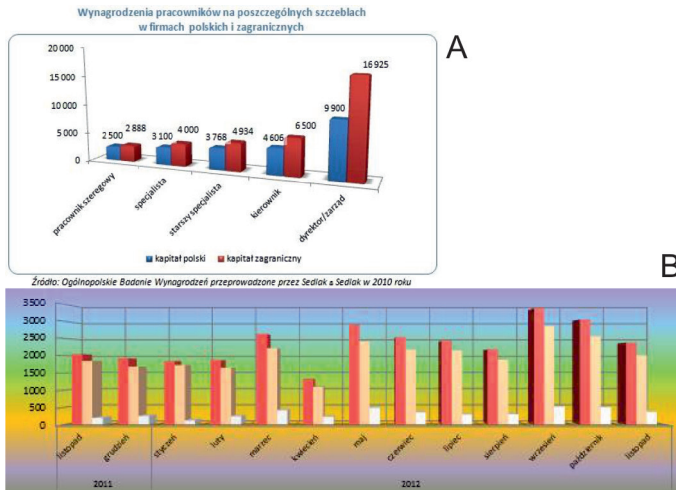 Wynagrodzenia pracowników na poszczególnych szczeblach
w firmach polskich i zagranicznych
A
20 000
15 000
10 000
5 000
0
2 500
2 888
3 100
4 000
3 768
4 934
4 606
6 500
9 900
16 925
pracownik szeregowy
specjalista
starszy specjalista
kierownik
dyrektor/zarząd
kapitał polski
kapitał zagraniczny
Źródło: Ogólnopolskie Badanie Wynagrodzeń przeprowadzone przez Sedlak & Sedlak w 2010 roku
B
3500
3000
2500
2000
1500
1000
500
0
listopad
grudzień
styczeń
luty
marzec
kwiecień
maj
czerwiec
lipiec
sierpień
wrzesień
październik
listopad
2011
2012